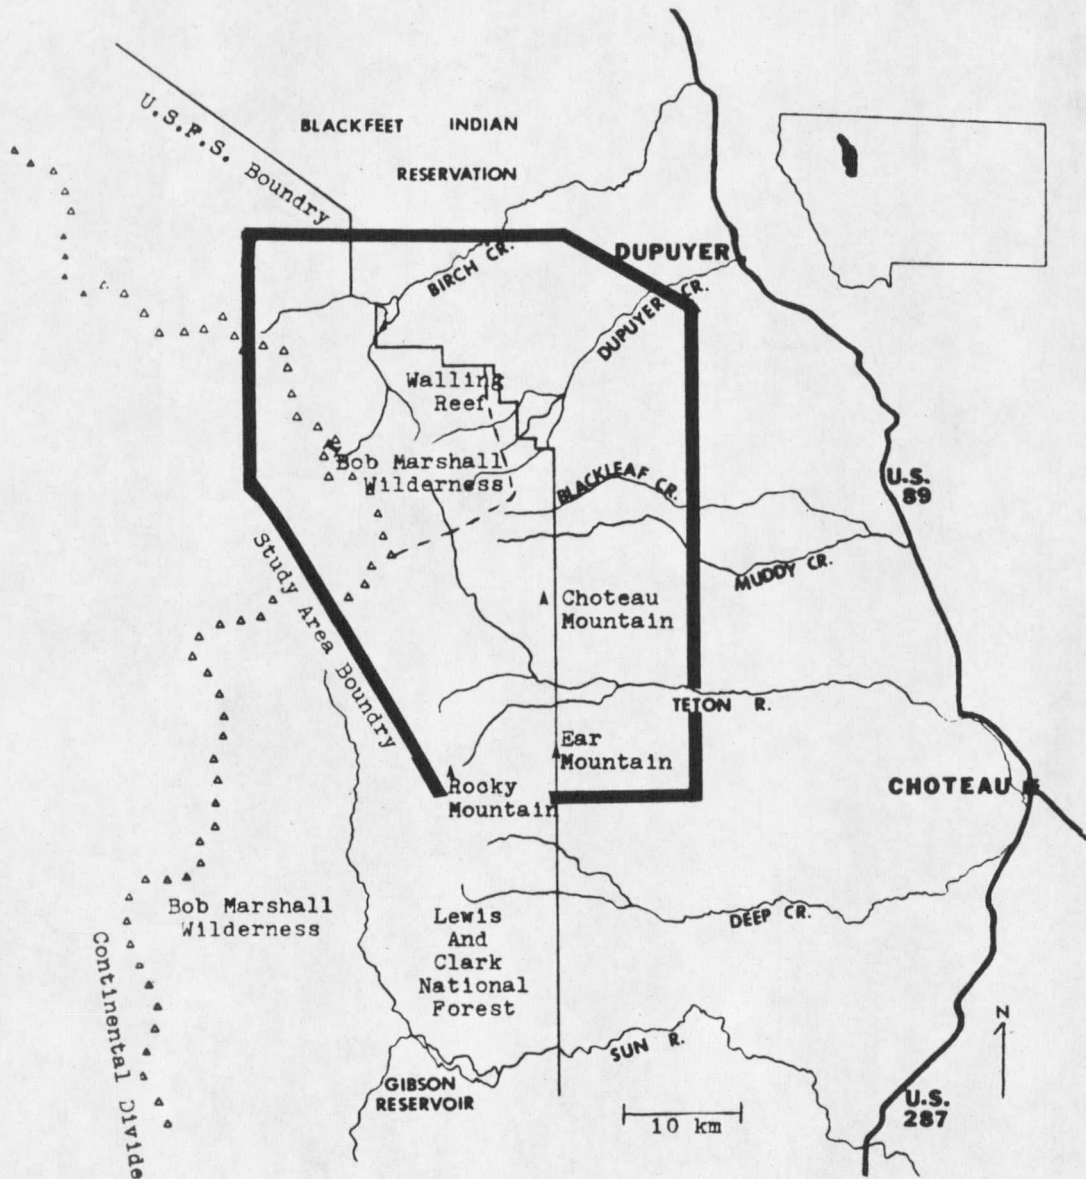 U.S.F.S. Boundry
BLACKFEET INDIAN
RESERVATION
BIRCH CR.
DUPUYER
DUPUYER CR.
Walling
Reef
Bob Marshall
Wilderness
BLACKLEAF CR.
U.S.
89
MUDDY CR.
Study Area Boundry
Choteau
Mountain
TETON R.
Ear
Mountain
Rocky
Mountain
CHOTEAU
Bob Marshall
Wilderness
Lewis
And
Clark
National
Forest
DEEP CR.
Continental Divide
N
SUN R.
GIBSON
RESERVOIR
10 km
U.S.
287